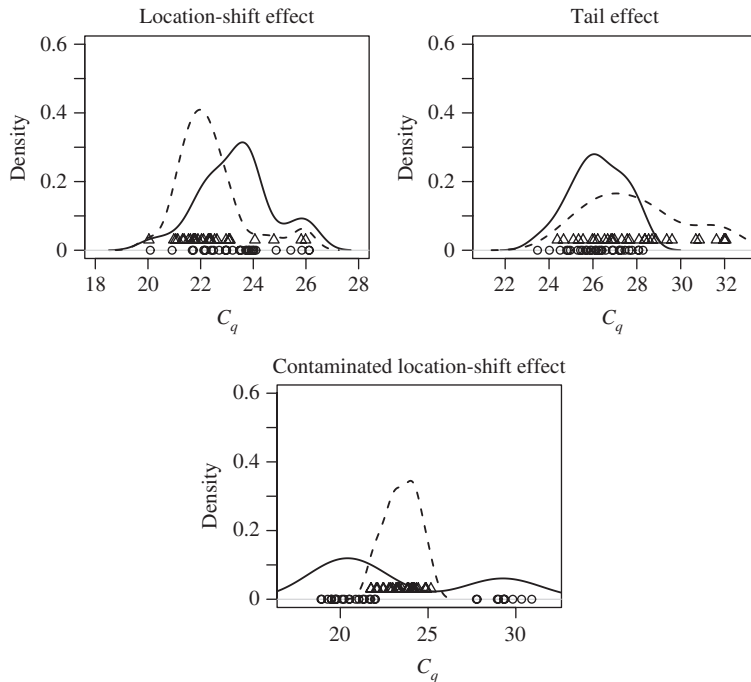 Location-shift effect
0.6
0.4
0.2
0
Density
18 20 22 24 26 28
C_q
Tail effect
0.6
0.4
0.2
0
Density
22 24 26 28 30 32
C_q
Contaminated location-shift effect
0.6
0.4
0.2
0
Density
20 25 30
C_q